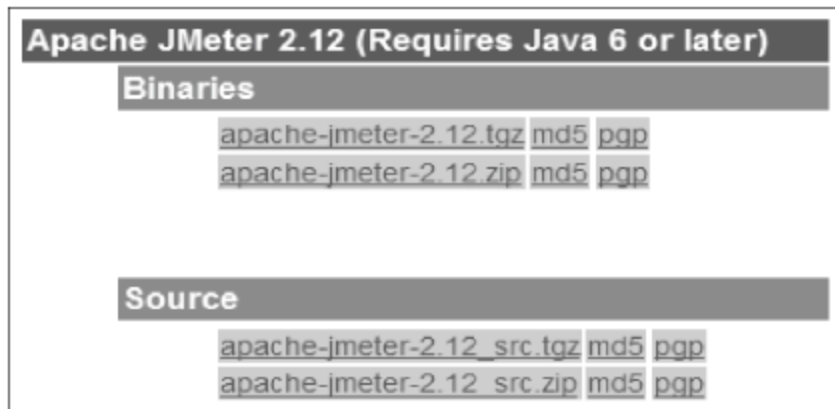 Apache JMeter 2.12 (Requires Java 6 or later)
Binaries
apache-jmeter-2.12.tgz md5 pgp
apache-jmeter-2.12.zip md5 pgp
Source
apache-jmeter-2.12_src.tgz md5 pgp
apache-jmeter-2.12_src.zip md5 pgp